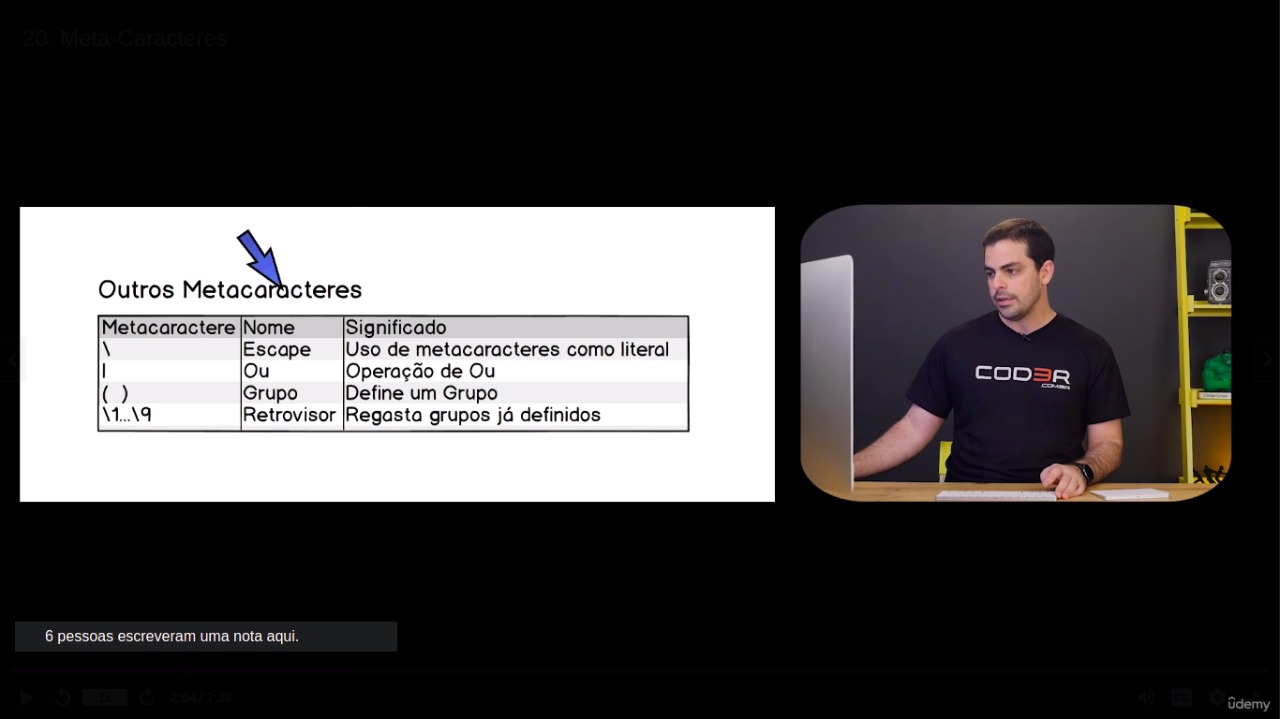 20. Meta-Caracteres
Outros Metacaracteres
Metacaractere Nome Significado
\ Escape Uso de metacaracteres como literal
| Ou Operação de Ou
( ) Grupo Define um Grupo
\1...\9 Retrovisor Regasta grupos já definidos
COD3R
.COM.BR
6 pessoas escreveram uma nota aqui.
1x
2:04 / 7:38
CC
ûdemy